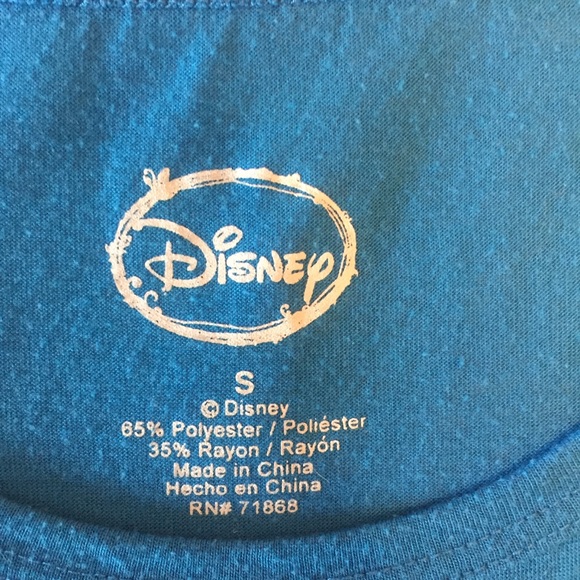 Disney
S
© Disney
65% Polyester / Poliéster
35% Rayon / Rayón
Made in China
Hecho en China
RN# 71868